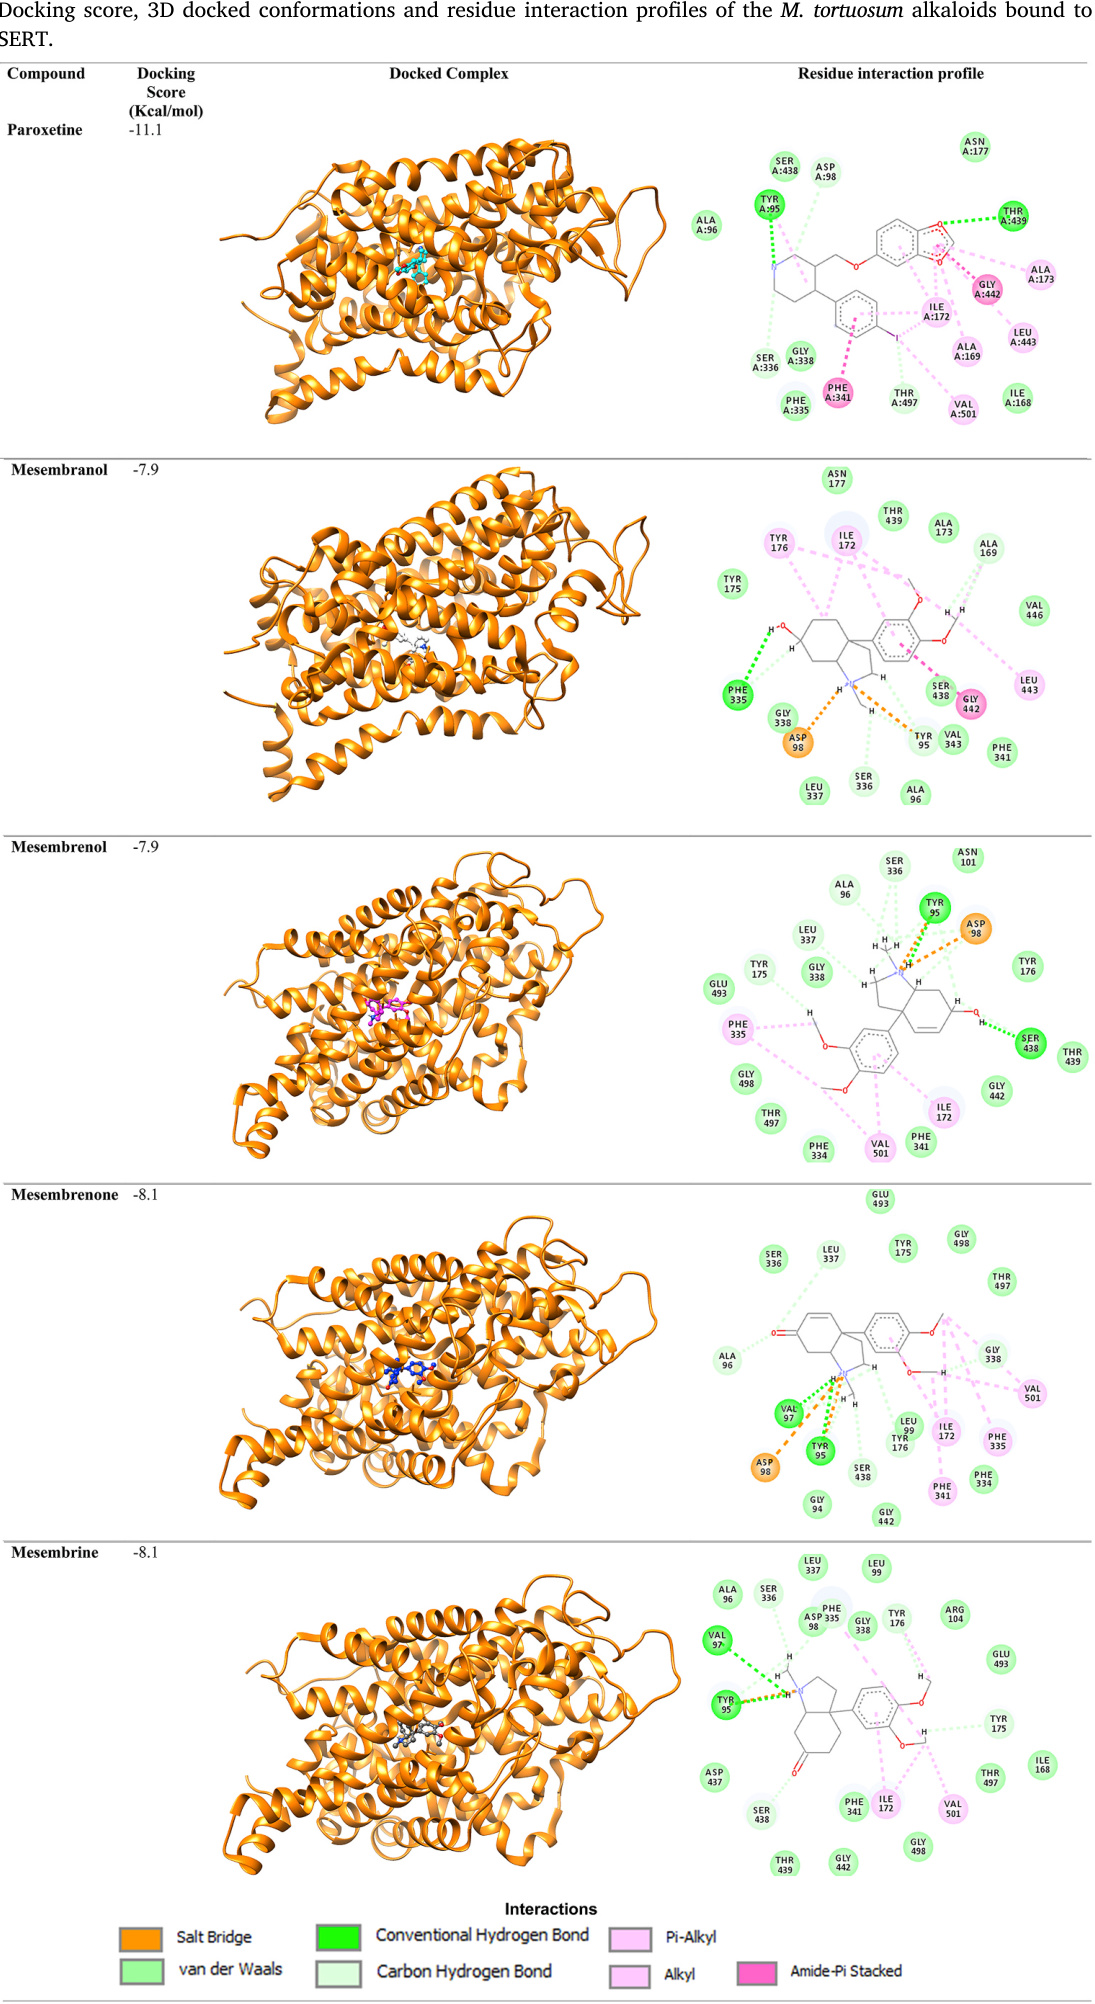 Docking score, 3D docked conformations and residue interaction profiles of the M. tortuosum alkaloids bound to
SERT.
Compound Docking Score (Kcal/mol) Docked Complex Residue interaction profile
Paroxetine -11.1
ASN A:177
SER A:438
ASP A:98
TYR A:95
THR A:439
ALA A:96
O
N
O
O
ALA A:173
GLY A:442
ILE A:172
LEU A:443
I
ALA A:169
SER A:336
GLY A:338
PHE A:341
THR A:497
ILE A:168
PHE A:335
VAL A:501
Mesembranol -7.9
ASN 177
THR 439
ALA 173
TYR 176
ILE 172
ALA 169
TYR 175
VAL 446
O
H
H
H
O
O
H
LEU 443
N
H
H
H
PHE 335
SER 438
GLY 442
GLY 338
ASP 98
TYR 95
VAL 343
PHE 341
LEU 337
SER 336
ALA 96
Mesembrenol -7.9
ASN 101
SER 336
ALA 96
TYR 95
ASP 98
LEU 337
H
H
H
TYR 175
GLY 338
TYR 176
H
N
H
H
H
GLU 493
H
H
O
H
PHE 335
O
SER 438
THR 439
GLY 498
O
GLY 442
ILE 172
THR 497
PHE 334
VAL 501
PHE 341
Mesembrenone -8.1
GLU 493
GLY 498
SER 336
LEU 337
TYR 175
THR 497
O
O
ALA 96
GLY 338
O
H
H
N
H
H
H
VAL 501
VAL 97
LEU 99
ILE 172
TYR 95
TYR 176
PHE 335
ASP 98
SER 438
PHE 341
PHE 334
GLY 94
GLY 442
Mesembrine -8.1
LEU 337
LEU 99
ALA 96
SER 336
ASP 98
PHE 335
GLY 338
TYR 176
ARG 104
VAL 97
GLU 493
H
H
H
TYR 95
H
N
O
TYR 175
H
O
O
ASP 437
ILE 168
THR 497
SER 438
PHE 341
ILE 172
VAL 501
GLY 498
THR 439
GLY 442
Interactions
Salt Bridge Conventional Hydrogen Bond Pi-Alkyl
van der Waals Carbon Hydrogen Bond Alkyl Amide-Pi Stacked